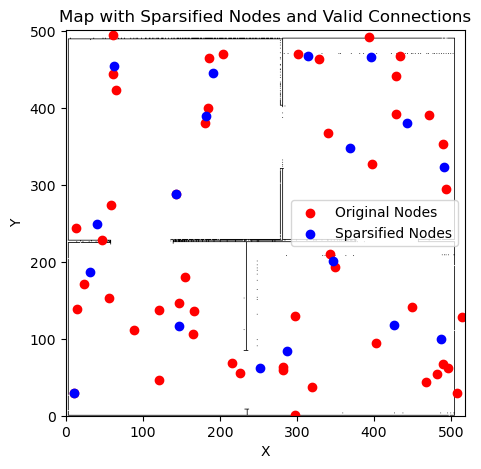 Map with Sparsified Nodes and Valid Connections
500
400
300
200
100
0
Y
Original Nodes
Sparsified Nodes
0 100 200 300 400 500
X